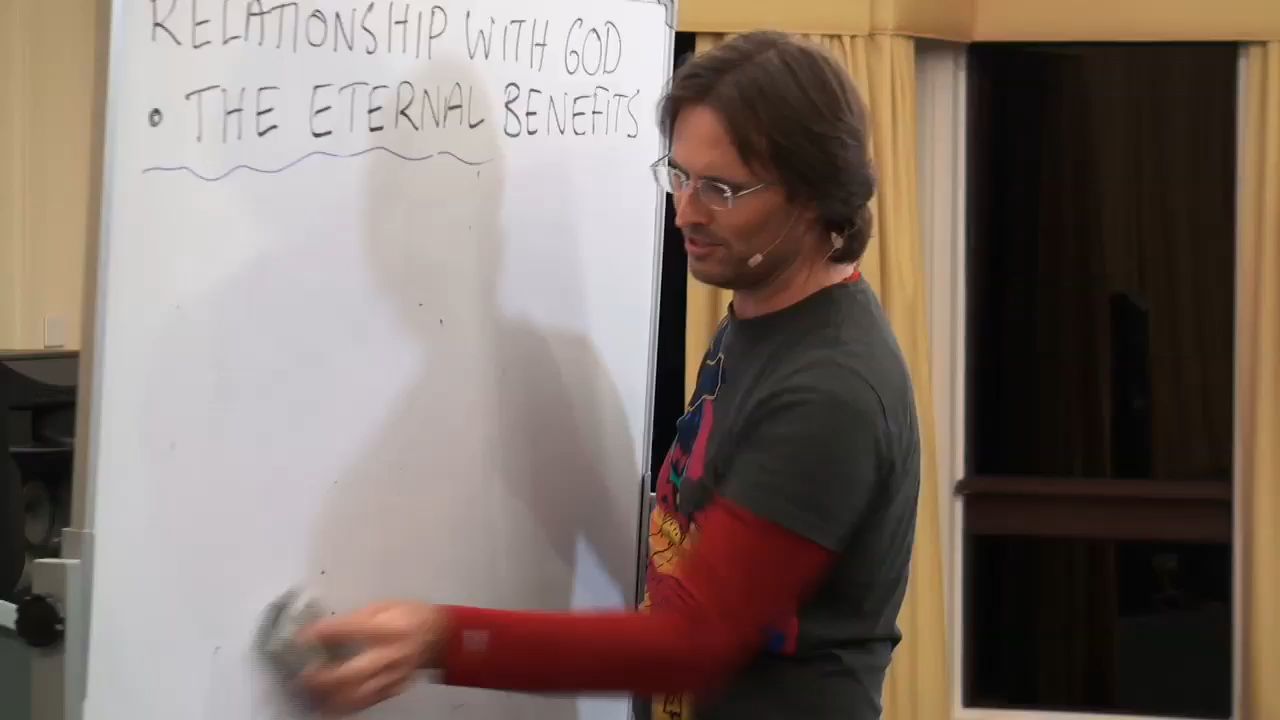 RELATIONSHIP WITH GOD
• THE ETERNAL BENEFITS